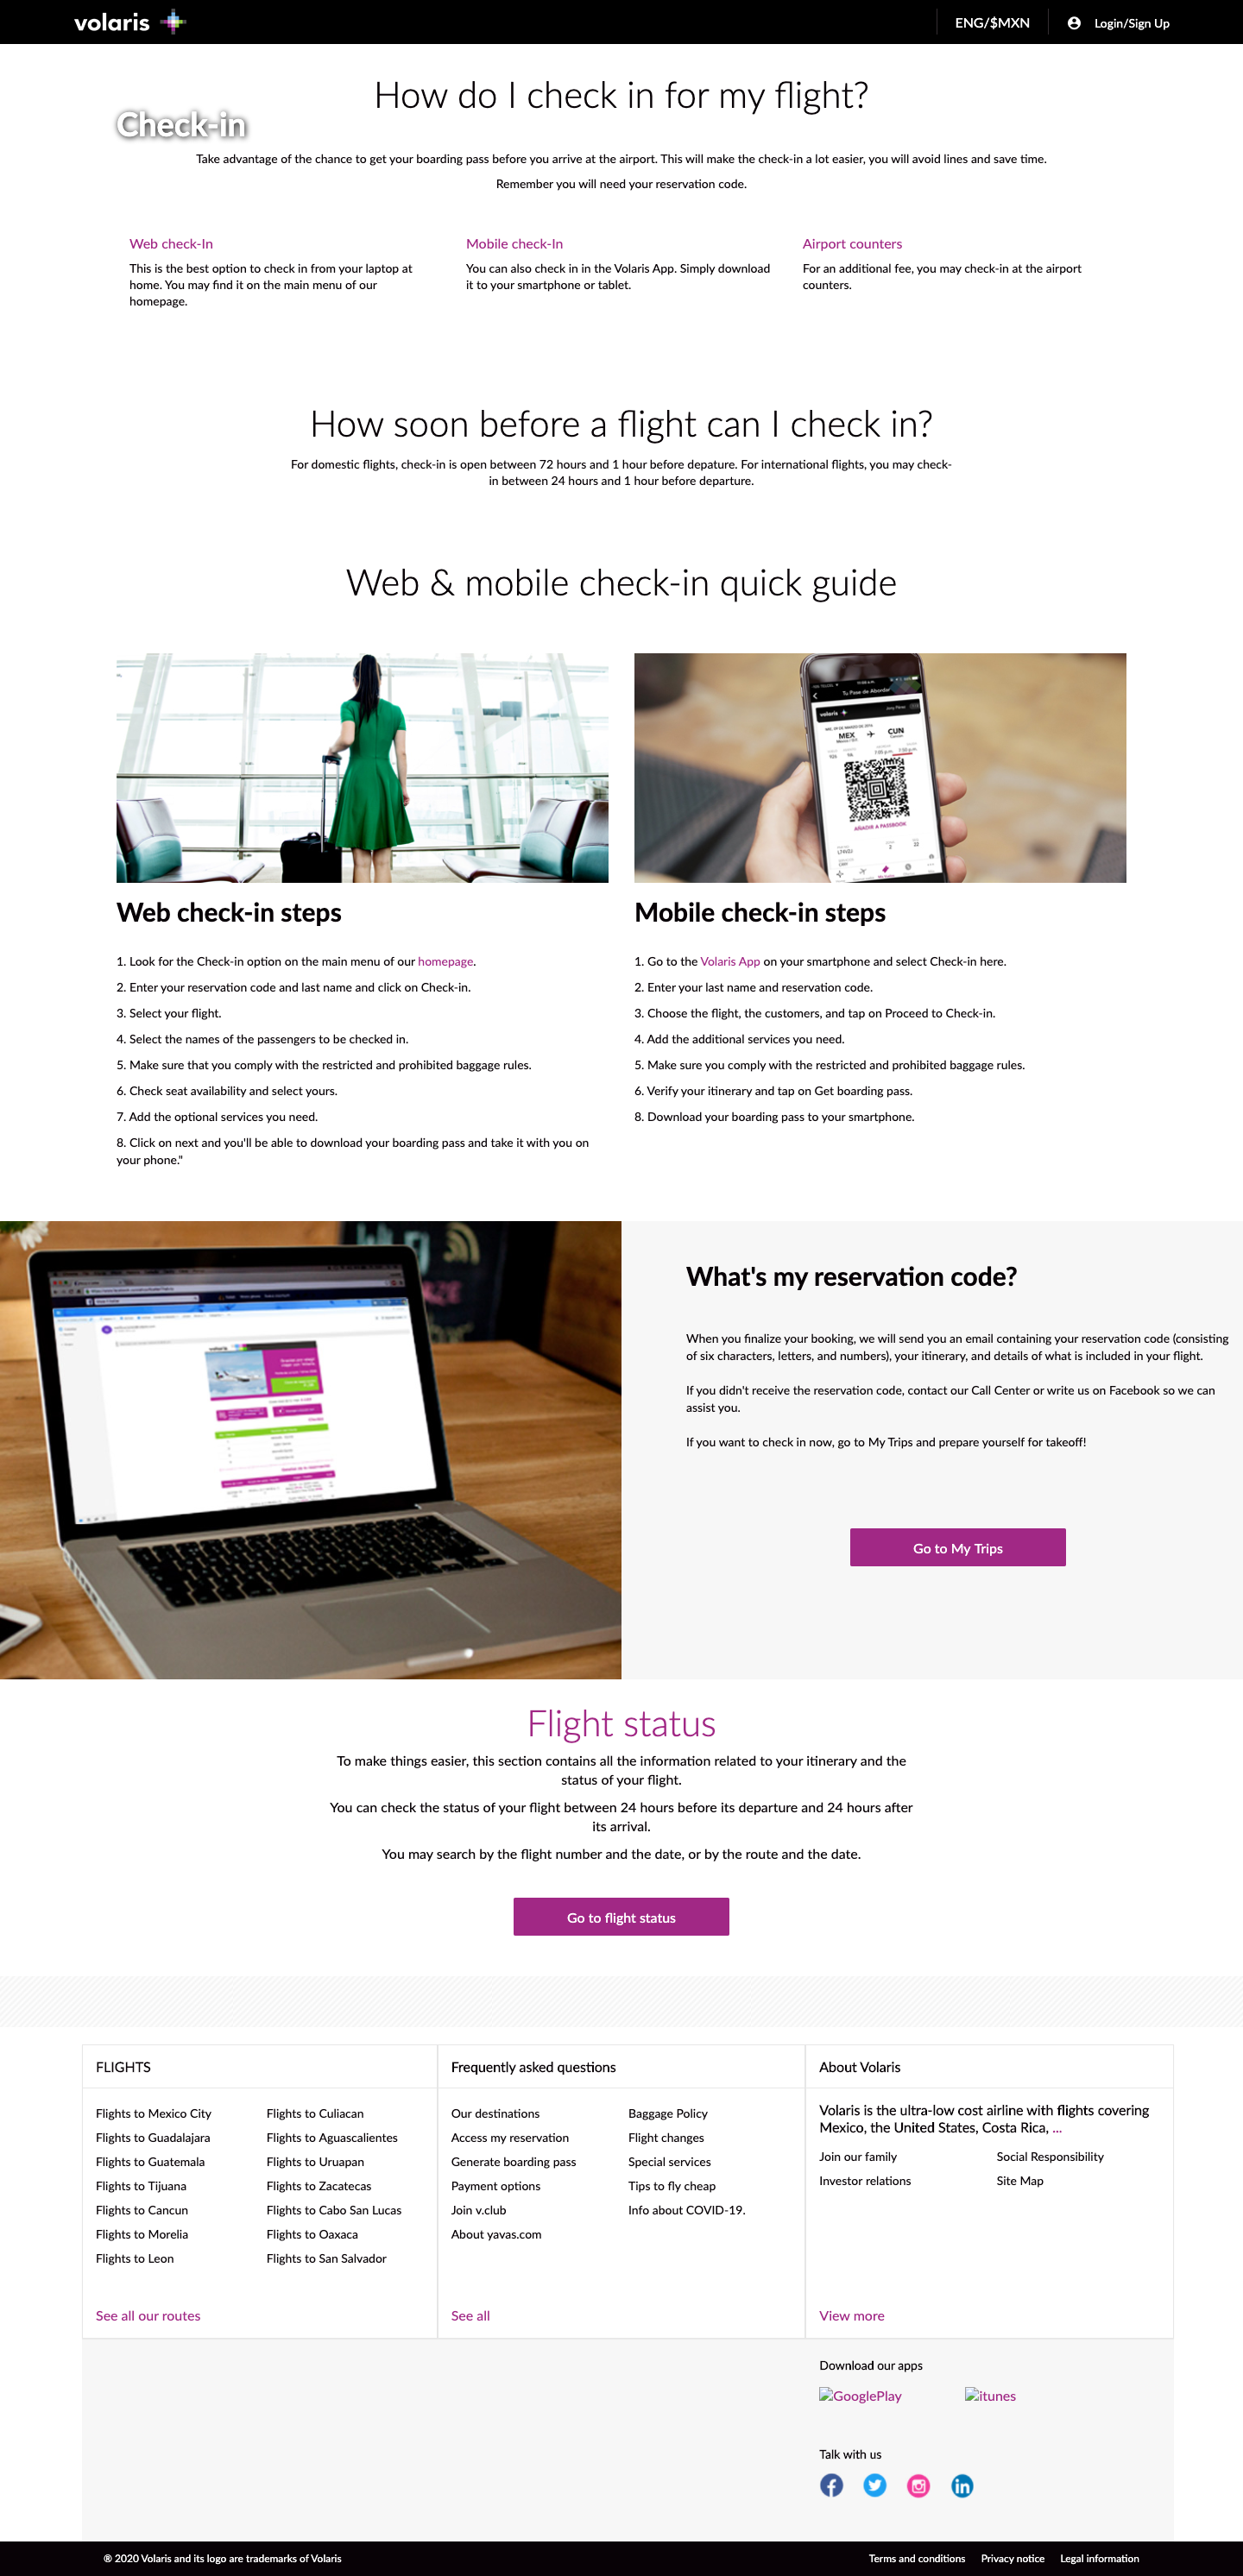 volaris
ENG/$MXN
Login/Sign Up
How do I check in for my flight?
Check-in
Take advantage of the chance to get your boarding pass before you arrive at the airport. This will make the check-in a lot easier, you will avoid lines and save time.
Remember you will need your reservation code.
Web check-In
This is the best option to check in from your laptop at
home. You may find it on the main menu of our
homepage.
Mobile check-In
You can also check in in the Volaris App. Simply download
it to your smartphone or tablet.
Airport counters
For an additional fee, you may check-in at the airport
counters.
How soon before a flight can I check in?
For domestic flights, check-in is open between 72 hours and 1 hour before depature. For international flights, you may check-
in between 24 hours and 1 hour before departure.
Web & mobile check-in quick guide
Tu Pase de Abordar
volaris
MEX
CUN
AÑADIR A PASSBOOK
Web check-in steps
1. Look for the Check-in option on the main menu of our homepage.
2. Enter your reservation code and last name and click on Check-in.
3. Select your flight.
4. Select the names of the passengers to be checked in.
5. Make sure that you comply with the restricted and prohibited baggage rules.
6. Check seat availability and select yours.
7. Add the optional services you need.
8. Click on next and you'll be able to download your boarding pass and take it with you on
your phone."
Mobile check-in steps
1. Go to the Volaris App on your smartphone and select Check-in here.
2. Enter your last name and reservation code.
3. Choose the flight, the customers, and tap on Proceed to Check-in.
4. Add the additional services you need.
5. Make sure you comply with the restricted and prohibited baggage rules.
6. Verify your itinerary and tap on Get boarding pass.
8. Download your boarding pass to your smartphone.
What's my reservation code?
When you finalize your booking, we will send you an email containing your reservation code (consisting
of six characters, letters, and numbers), your itinerary, and details of what is included in your flight.
If you didn't receive the reservation code, contact our Call Center or write us on Facebook so we can
assist you.
If you want to check in now, go to My Trips and prepare yourself for takeoff!
Go to My Trips
Flight status
To make things easier, this section contains all the information related to your itinerary and the
status of your flight.
You can check the status of your flight between 24 hours before its departure and 24 hours after
its arrival.
You may search by the flight number and the date, or by the route and the date.
Go to flight status
FLIGHTS
Flights to Mexico City
Flights to Guadalajara
Flights to Guatemala
Flights to Tijuana
Flights to Cancun
Flights to Morelia
Flights to Leon
Flights to Culiacan
Flights to Aguascalientes
Flights to Uruapan
Flights to Zacatecas
Flights to Cabo San Lucas
Flights to Oaxaca
Flights to San Salvador
See all our routes
Frequently asked questions
Our destinations
Access my reservation
Generate boarding pass
Payment options
Join v.club
About yavas.com
Baggage Policy
Flight changes
Special services
Tips to fly cheap
Info about COVID-19.
See all
About Volaris
Volaris is the ultra-low cost airline with flights covering
Mexico, the United States, Costa Rica, ...
Join our family
Investor relations
Social Responsibility
Site Map
View more
Download our apps
GooglePlay
itunes
Talk with us
® 2020 Volaris and its logo are trademarks of Volaris
Terms and conditions
Privacy notice
Legal information